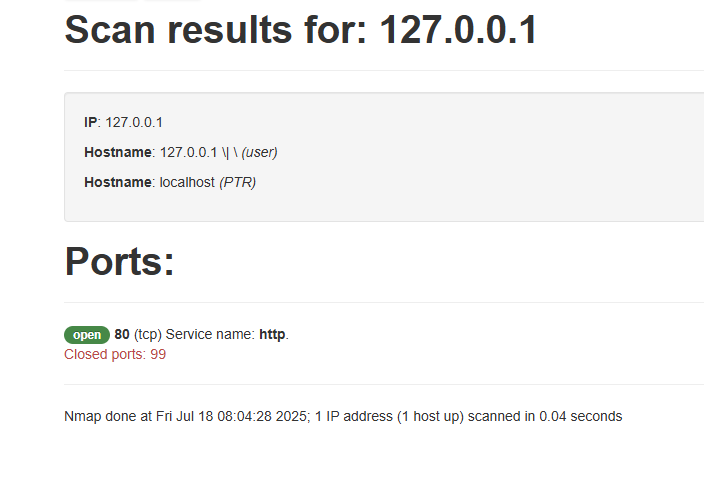 Scan results for: 127.0.0.1
IP: 127.0.0.1
Hostname: 127.0.0.1 \| \ (user)
Hostname: localhost (PTR)
Ports:
open 80 (tcp) Service name: http.
Closed ports: 99
Nmap done at Fri Jul 18 08:04:28 2025; 1 IP address (1 host up) scanned in 0.04 seconds